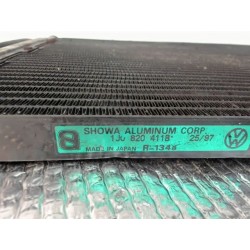 SHOWA ALUMINUM CORP.
1J0 820 411B 25/97
MADE IN JAPAN R-134a